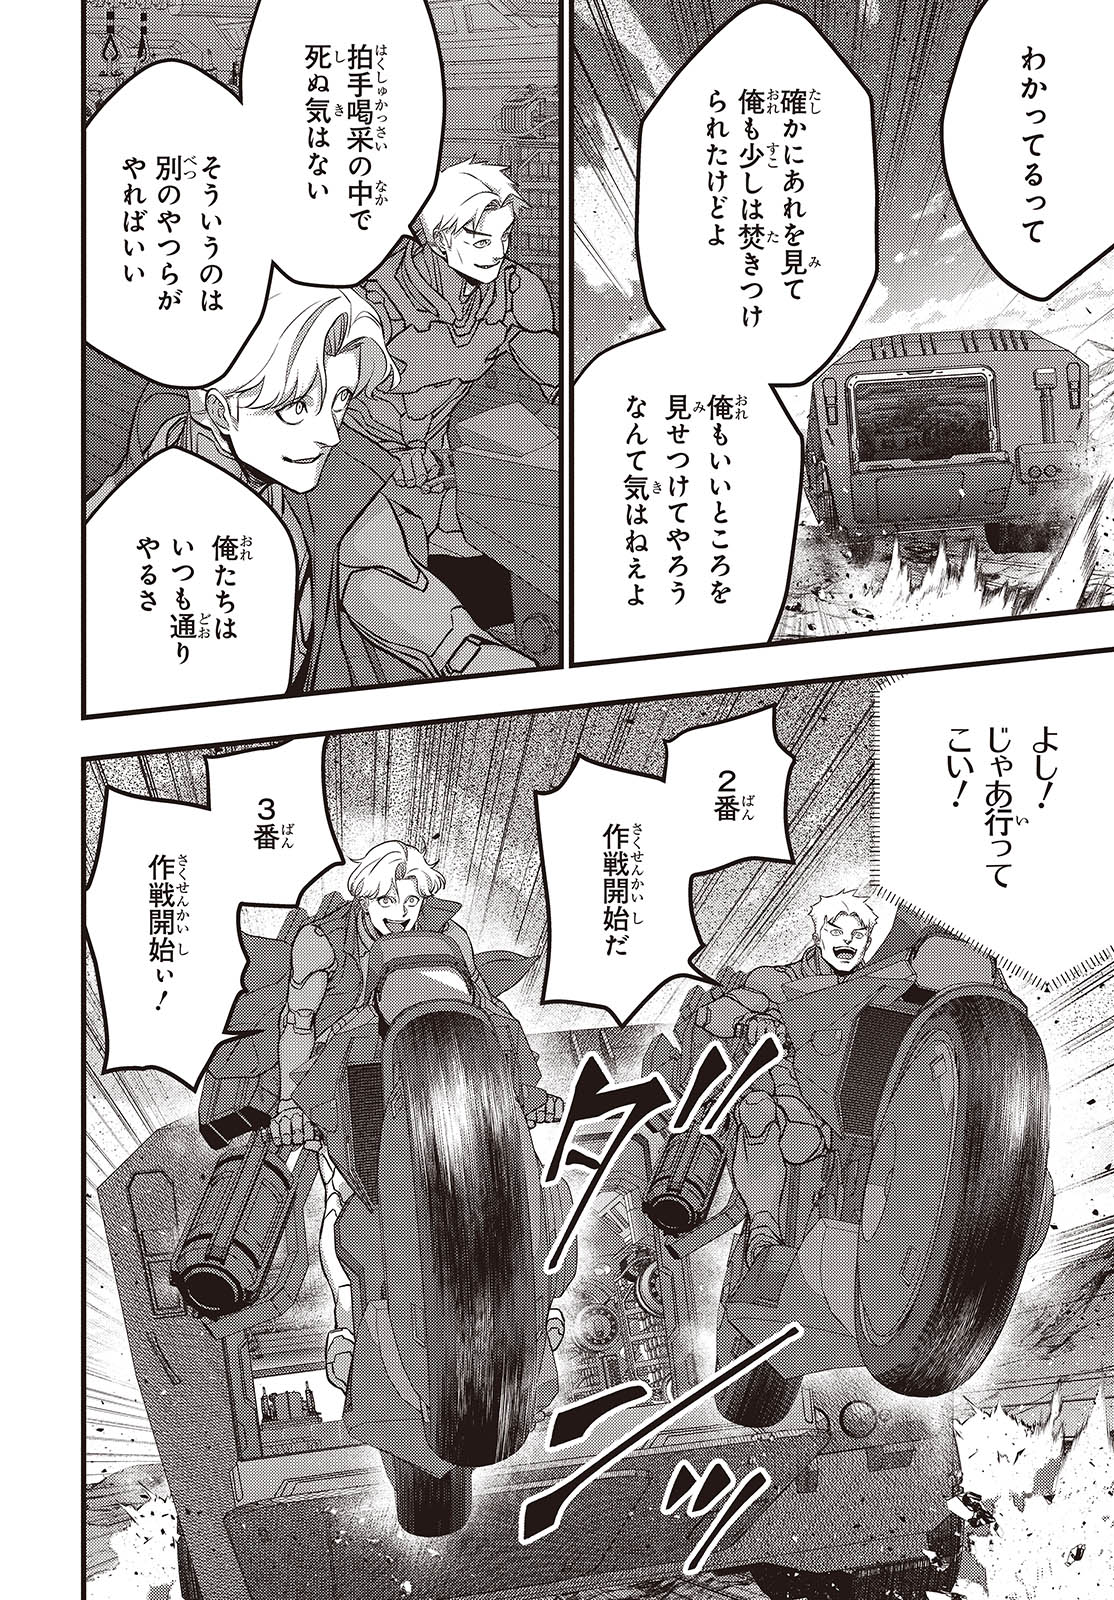 わかってるって
確かにあれを見て
俺も少しは焚きつけ
られたけどよ
俺もいいところを
見せつけてやろう
なんて気はねえよ
拍手喝采の中で
死ぬ気はない
そういうのは
別のやつらが
やればいい
俺たちは
いつも通り
やるさ
よし！
じゃあ行って
こい！
2番
作戦開始だ
3番
作戦開始ぃ！
ダダンッ